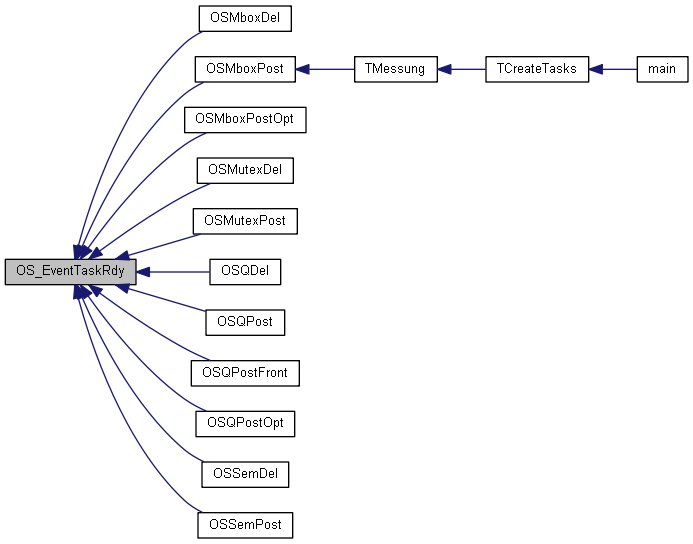 OSMboxDel
OSMboxPost
TMessung
TCreateTasks
main
OSMboxPostOpt
OSMutexDel
OSMutexPost
OS_EventTaskRdy
OSQDel
OSQPost
OSQPostFront
OSQPostOpt
OSSemDel
OSSemPost